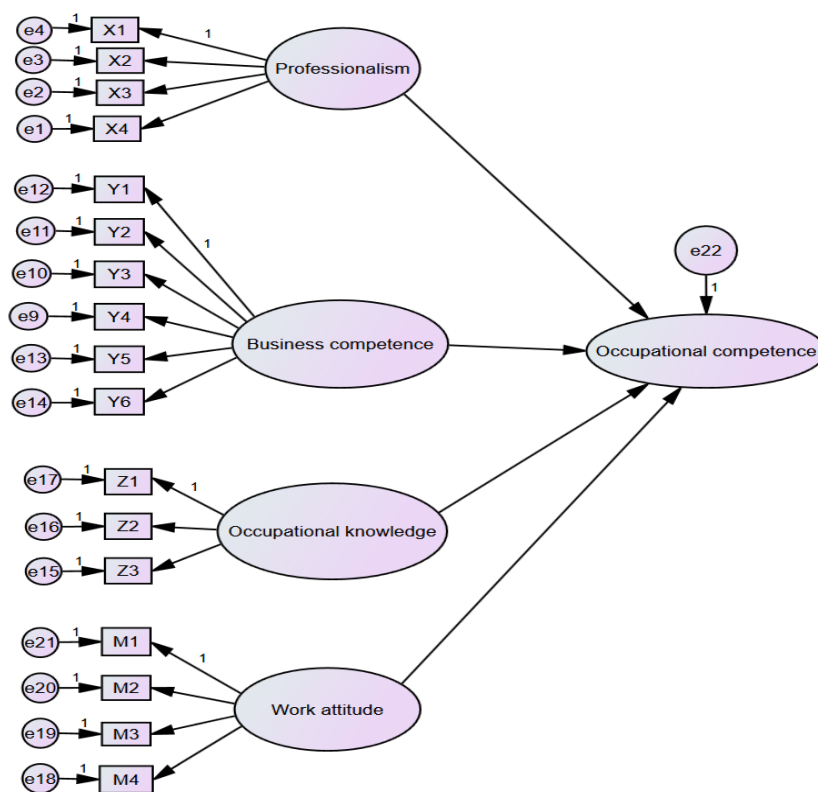 e4 1 X1 1
e3 1 X2
e2 1 X3
e1 1 X4
Professionalism
e12 1 Y1
e11 1 Y2
e10 1 Y3
e9 1 Y4
e13 1 Y5
e14 1 Y6
1
Business competence
e22
1
Occupational competence
e17 1 Z1 1
e16 1 Z2
e15 1 Z3
Occupational knowledge
e21 1 M1 1
e20 1 M2
e19 1 M3
e18 1 M4
Work attitude